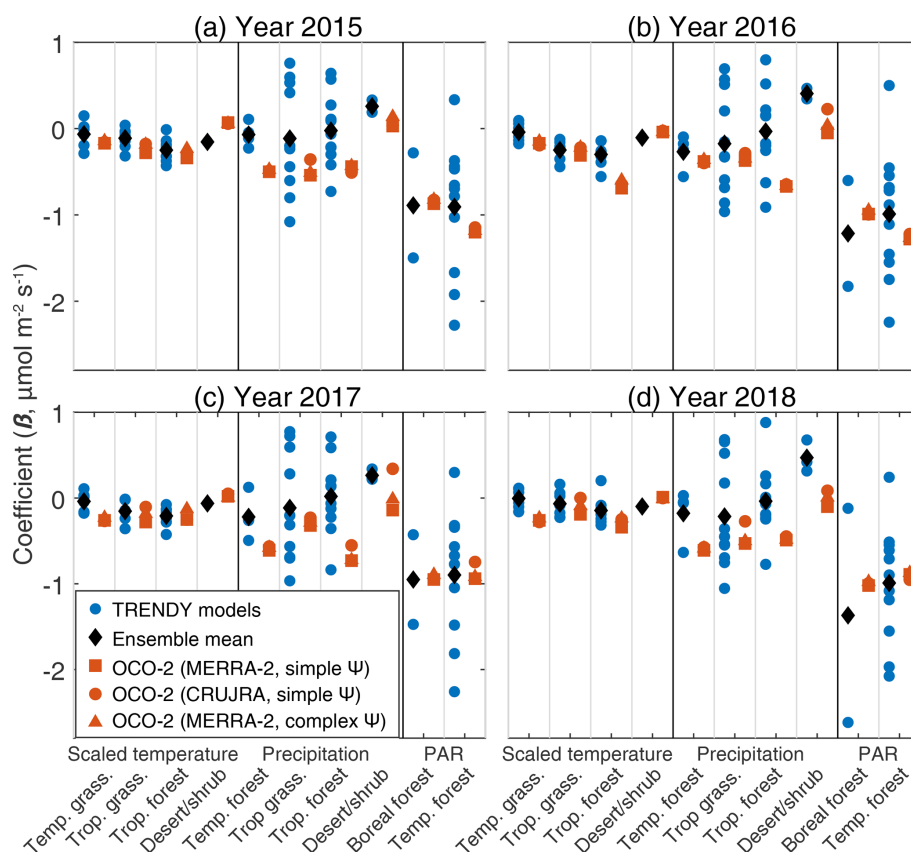 (a) Year 2015
(b) Year 2016
1
0
-1
-2
(c) Year 2017
(d) Year 2018
1
0
-1
-2
Coefficient (ß, µmol m⁻² s⁻¹)
TRENDY models
Ensemble mean
OCO-2 (MERRA-2, simple Ψ)
OCO-2 (CRUJRA, simple Ψ)
OCO-2 (MERRA-2, complex Ψ)
Scaled temperature
Precipitation
PAR
Scaled temperature
Precipitation
PAR
Temp. grass.
Trop. grass.
Trop. forest
Desert/shrub
Temp. forest
Trop grass.
Trop. forest
Desert/shrub
Boreal forest
Temp. forest
Temp. grass.
Trop. grass.
Trop. forest
Desert/shrub
Temp. forest
Trop grass.
Trop. forest
Desert/shrub
Boreal forest
Temp. forest